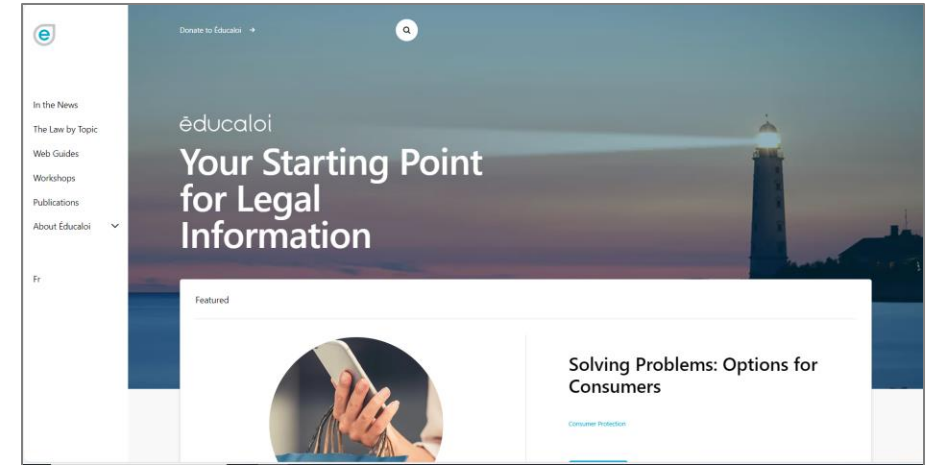 e
Donate to Éducaloi →
In the News
The Law by Topic
Web Guides
Workshops
Publications
About Éducaloi
Fr
éducaloi
Your Starting Point
for Legal
Information
Featured
Solving Problems: Options for
Consumers
Consumer Protection